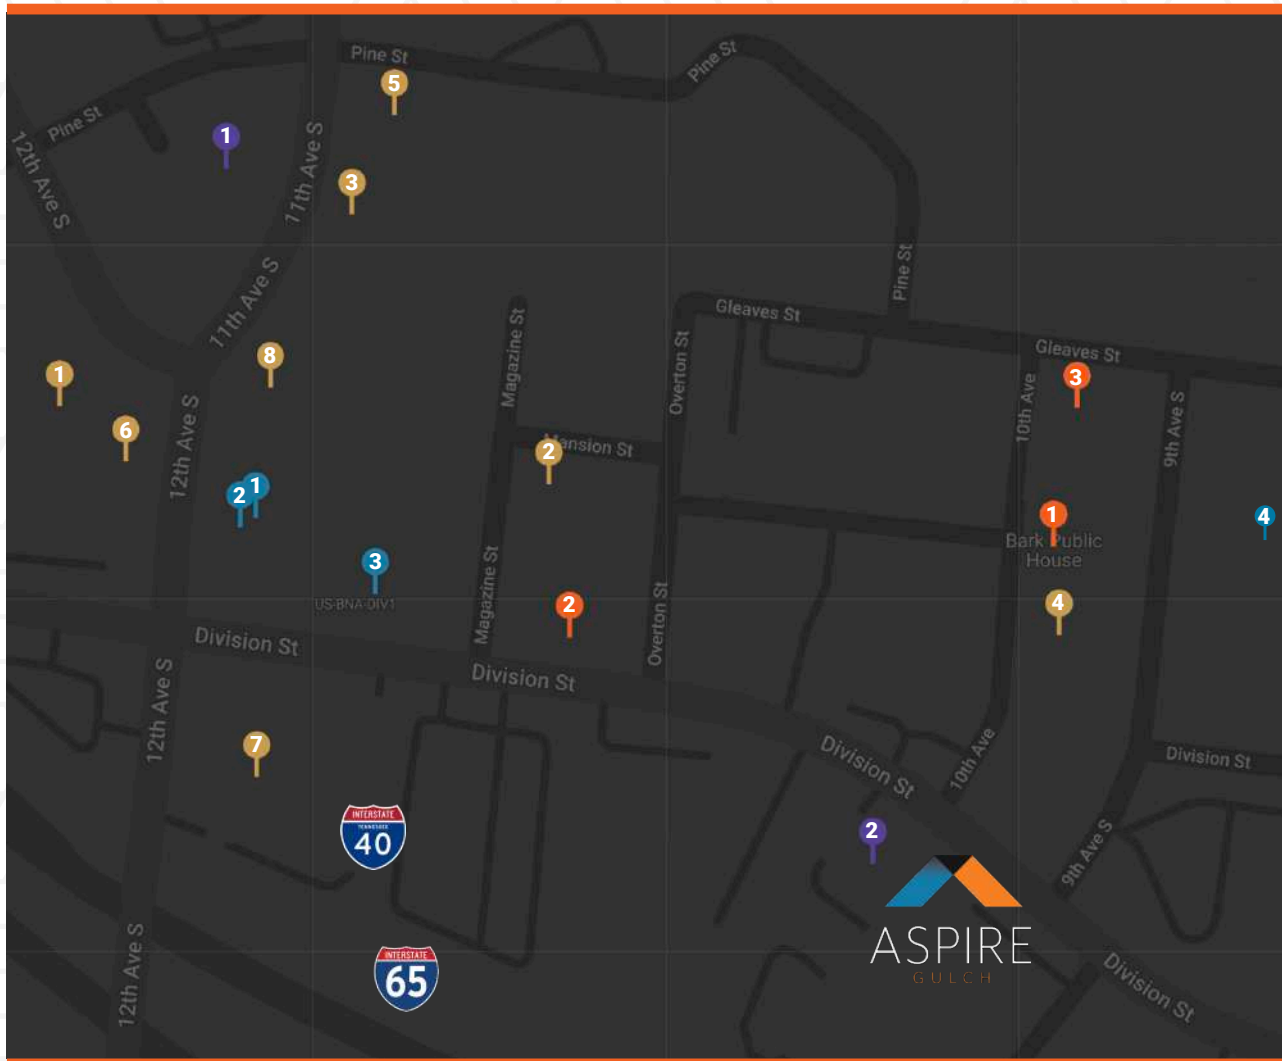 Pine St
Pine St
5
Pine St
1
12th Ave S
11th Ave S
3
11th Ave S
Pine St
Gleaves St
Magazine St
Overton St
Gleaves St
8
1
3
10th Ave
9th Ave S
6
12th Ave S
Mansion St
2
1
2
1
4
Bark Public
House
3
US-BNA-DIV1
Magazine St
2
Overton St
4
Division St
Division St
12th Ave S
7
Division St
10th Ave
Division St
INTERSTATE
TENNESSEE
40
2
9th Ave S
ASPIRE
GULCH
INTERSTATE
65
12th Ave S
Division St